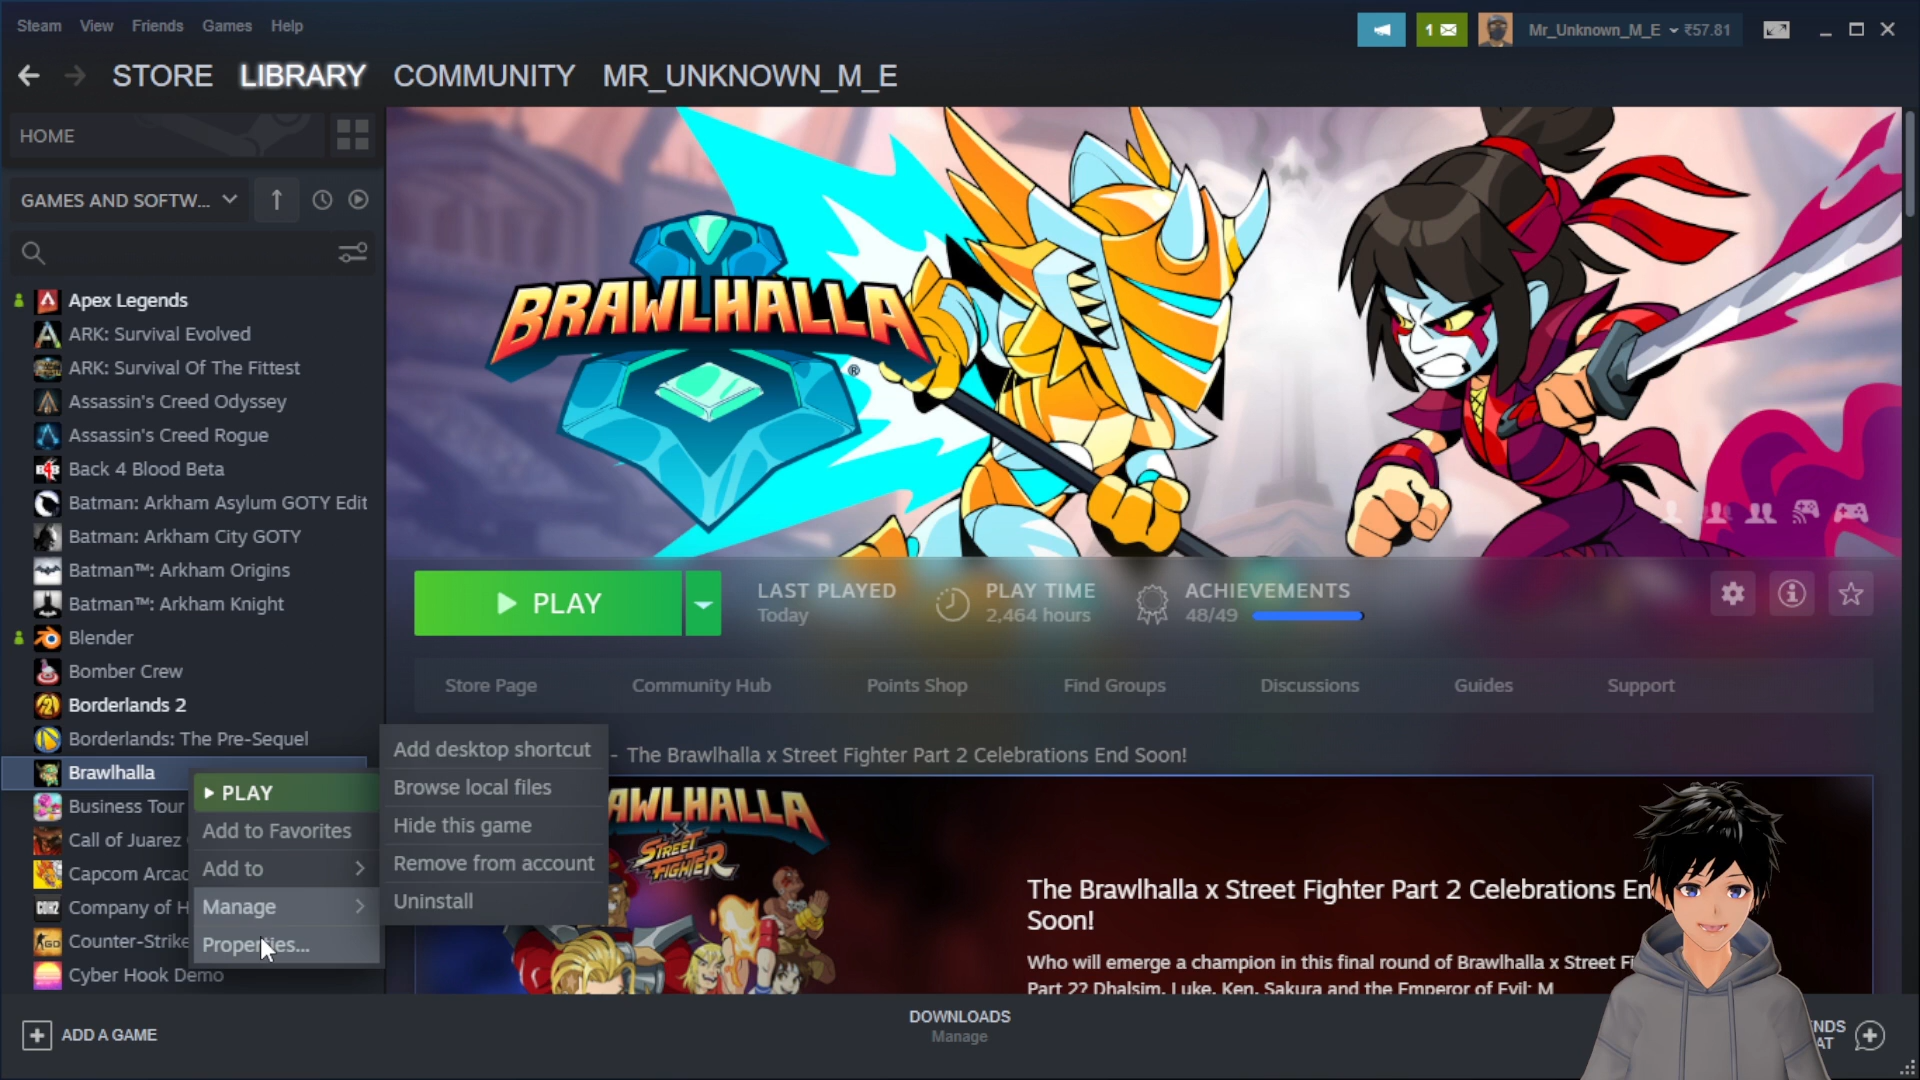 Steam View Friends Games Help
1
Mr_Unknown_M_E ₹57.81
STORE LIBRARY COMMUNITY MR_UNKNOWN_M_E
HOME
GAMES AND SOFTW...
Apex Legends
ARK: Survival Evolved
ARK: Survival Of The Fittest
Assassin's Creed Odyssey
Assassin's Creed Rogue
Back 4 Blood Beta
Batman: Arkham Asylum GOTY Edit
Batman: Arkham City GOTY
Batman™: Arkham Origins
Batman™: Arkham Knight
Blender
Bomber Crew
Borderlands 2
Borderlands: The Pre-Sequel
Brawlhalla
Business Tour
Call of Juarez
Capcom Arcad
Company of H
Counter-Strike
Cyber Hook Demo
PLAY
Add to Favorites
Add to
Manage
Properties...
Add desktop shortcut
Browse local files
Hide this game
Remove from account
Uninstall
BRAWLHALLA
®
PLAY
LAST PLAYED
Today
PLAY TIME
2,464 hours
ACHIEVEMENTS
48/49
Store Page Community Hub Points Shop Find Groups Discussions Guides Support
- The Brawlhalla x Street Fighter Part 2 Celebrations End Soon!
AWLHALLA
X
STREET
FIGHTER
The Brawlhalla x Street Fighter Part 2 Celebrations En
Soon!
Who will emerge a champion in this final round of Brawlhalla x Street Fi
Part 2? Dhalsim, Luke, Ken, Sakura and the Emperor of Evil: M
ADD A GAME
DOWNLOADS
Manage
NDS
AT